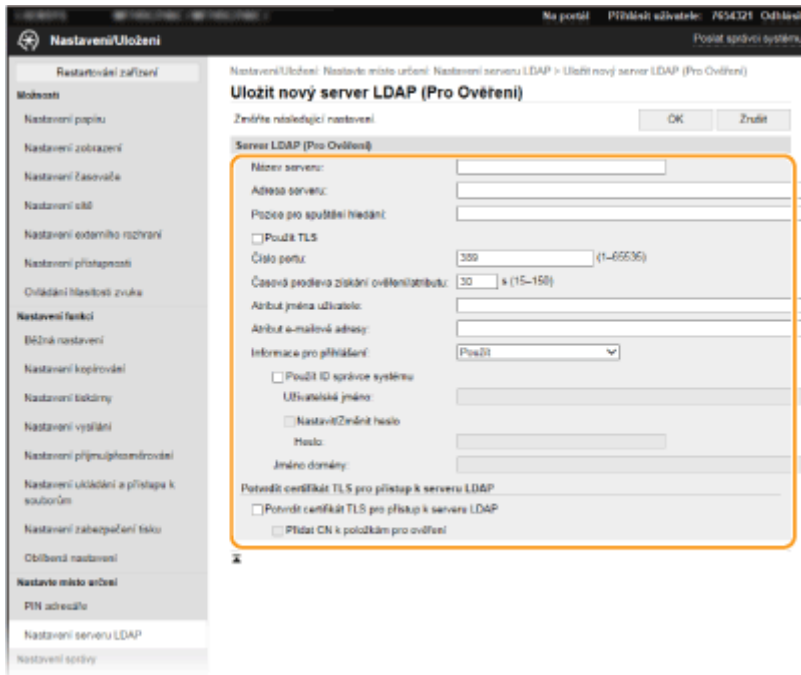 Na portál Přihlásit uživatele: 7654321 Odhlásit
Nastavení/Uložení
Poslat správci systému
Restartování zařízení
Možnosti
Nastavení papíru
Nastavení zobrazení
Nastavení časovače
Nastavení sítě
Nastavení externího rozhraní
Nastavení přístupnosti
Ovládání hlasitosti zvuku
Nastavení funkcí
Běžná nastavení
Nastavení kopírování
Nastavení tiskárny
Nastavení vysílání
Nastavení příjmu/přesměrování
Nastavení ukládání a přístupu k souborům
Nastavení zabezpečení tisku
Oblíbená nastavení
Nastavte místo určení
PIN adresáře
Nastavení serveru LDAP
Nastavení správy
Nastavení/Uložení: Nastavte místo určení: Nastavení serveru LDAP > Uložit nový server LDAP (Pro Ověření)
Uložit nový server LDAP (Pro Ověření)
Změňte následující nastavení
OK Zrušit
Server LDAP (Pro Ověření)
Název serveru:
Adresa serveru:
Pozice pro spuštění hledání:
Použít TLS
Číslo portu: 389 (1–65535)
Časová prodleva získání ověření/atributu: 30 s (15–150)
Atribut jména uživatele:
Atribut e-mailové adresy:
Informace pro přihlášení: Použít
Použít ID správce systému
Uživatelské jméno:
Nastavit/Změnit heslo
Heslo:
Jméno domény:
Potvrdit certifikát TLS pro přístup k serveru LDAP
Potvrdit certifikát TLS pro přístup k serveru LDAP
Přidat CN k položkám pro ověření